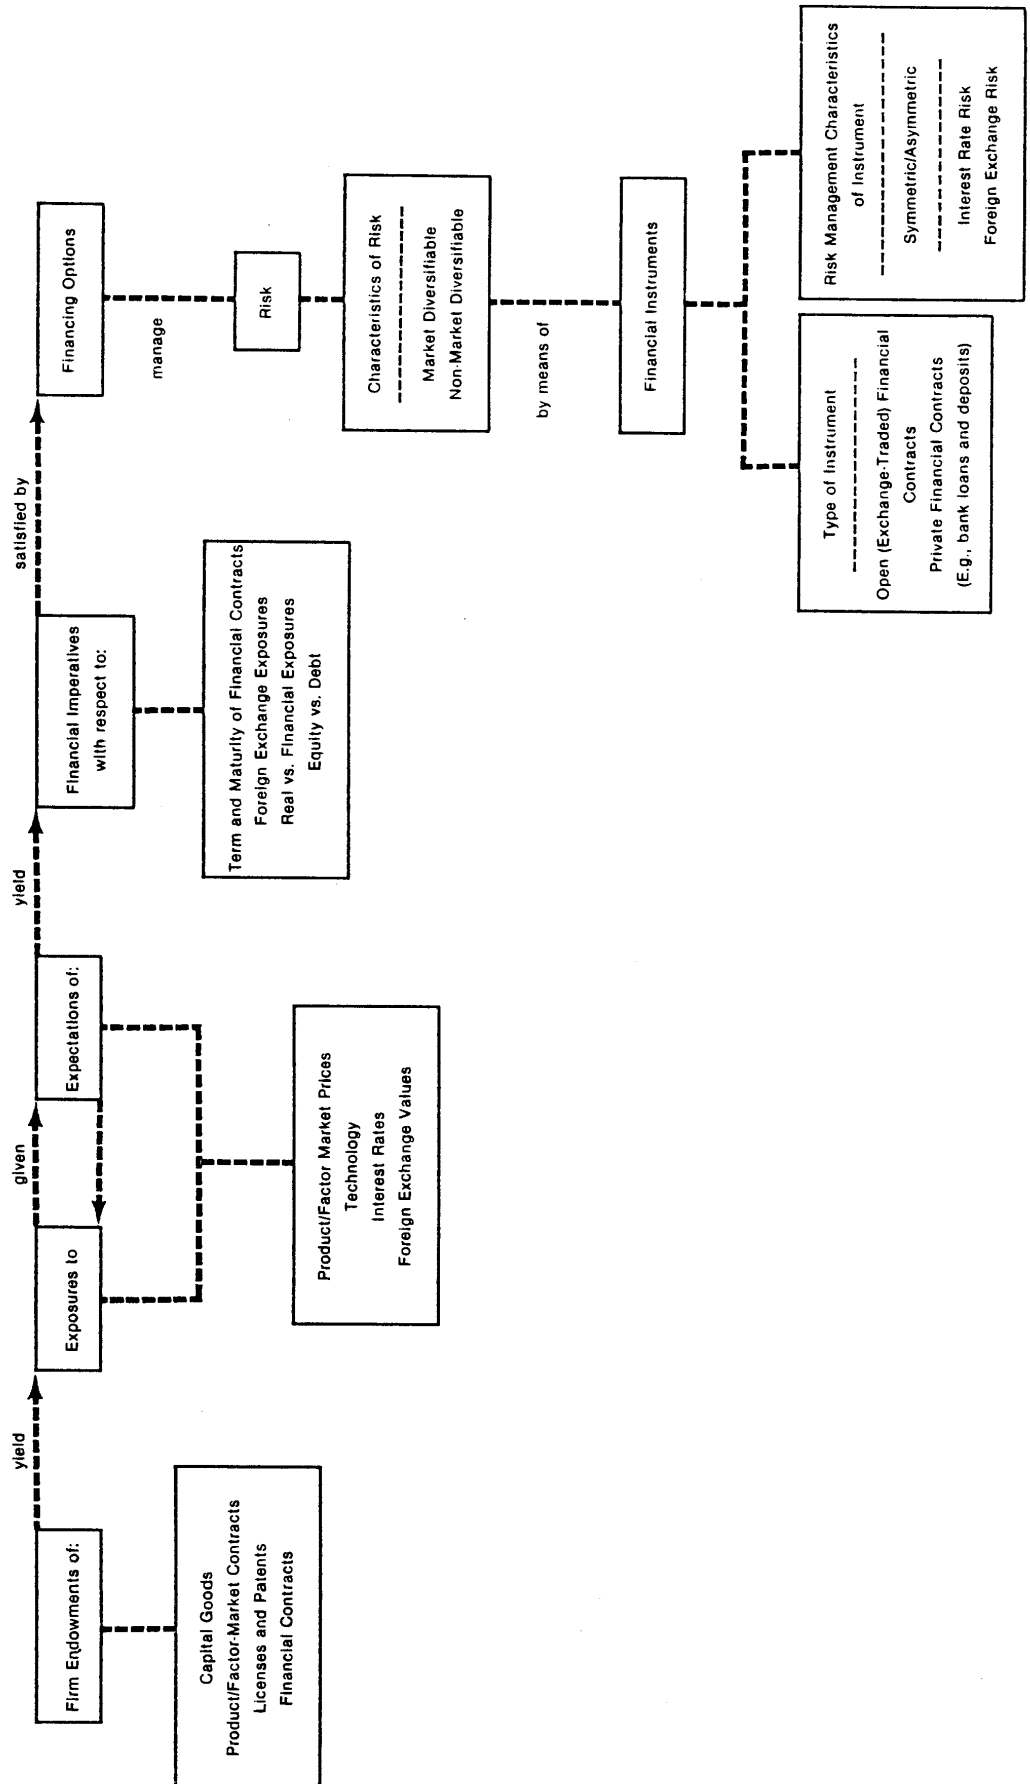 Firm Endowments of:
yield
Capital Goods
Product/Factor-Market Contracts
Licenses and Patents
Financial Contracts
Exposures to
given
Expectations of:
Product/Factor Market Prices
Technology
Interest Rates
Foreign Exchange Values
yield
Financial Imperatives
with respect to:
Term and Maturity of Financial Contracts
Foreign Exchange Exposures
Real vs. Financial Exposures
Equity vs. Debt
satisfied by
Financing Options
manage
Risk
Characteristics of Risk
Market Diversifiable
Non-Market Diversifiable
by means of
Financial Instruments
Type of Instrument
Open (Exchange-Traded) Financial
Contracts
Private Financial Contracts
(E.g., bank loans and deposits)
Risk Management Characteristics
of Instrument
Symmetric/Asymmetric
Interest Rate Risk
Foreign Exchange Risk